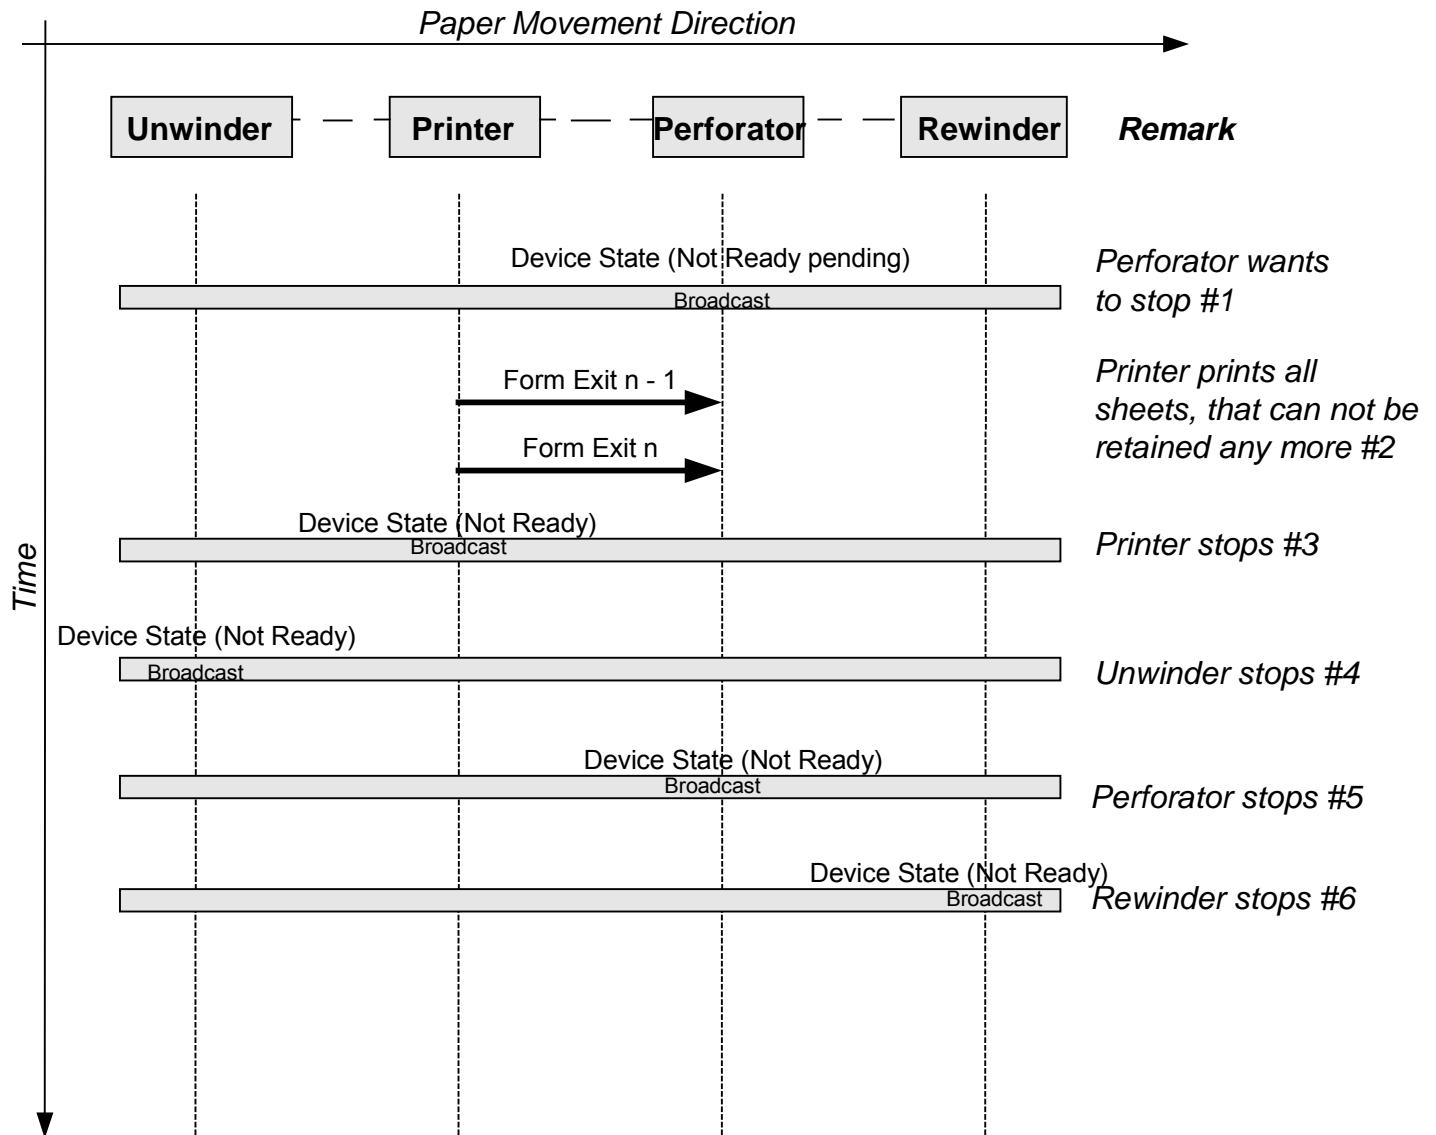 Paper Movement Direction
Unwinder
Printer
Perforator
Rewinder
Remark
Device State (Not Ready pending)
Broadcast
Perforator wants
to stop #1
Form Exit n - 1
Form Exit n
Printer prints all
sheets, that can not be
retained any more #2
Device State (Not Ready)
Broadcast
Printer stops #3
Time
Device State (Not Ready)
Broadcast
Unwinder stops #4
Device State (Not Ready)
Broadcast
Perforator stops #5
Device State (Not Ready)
Broadcast
Rewinder stops #6